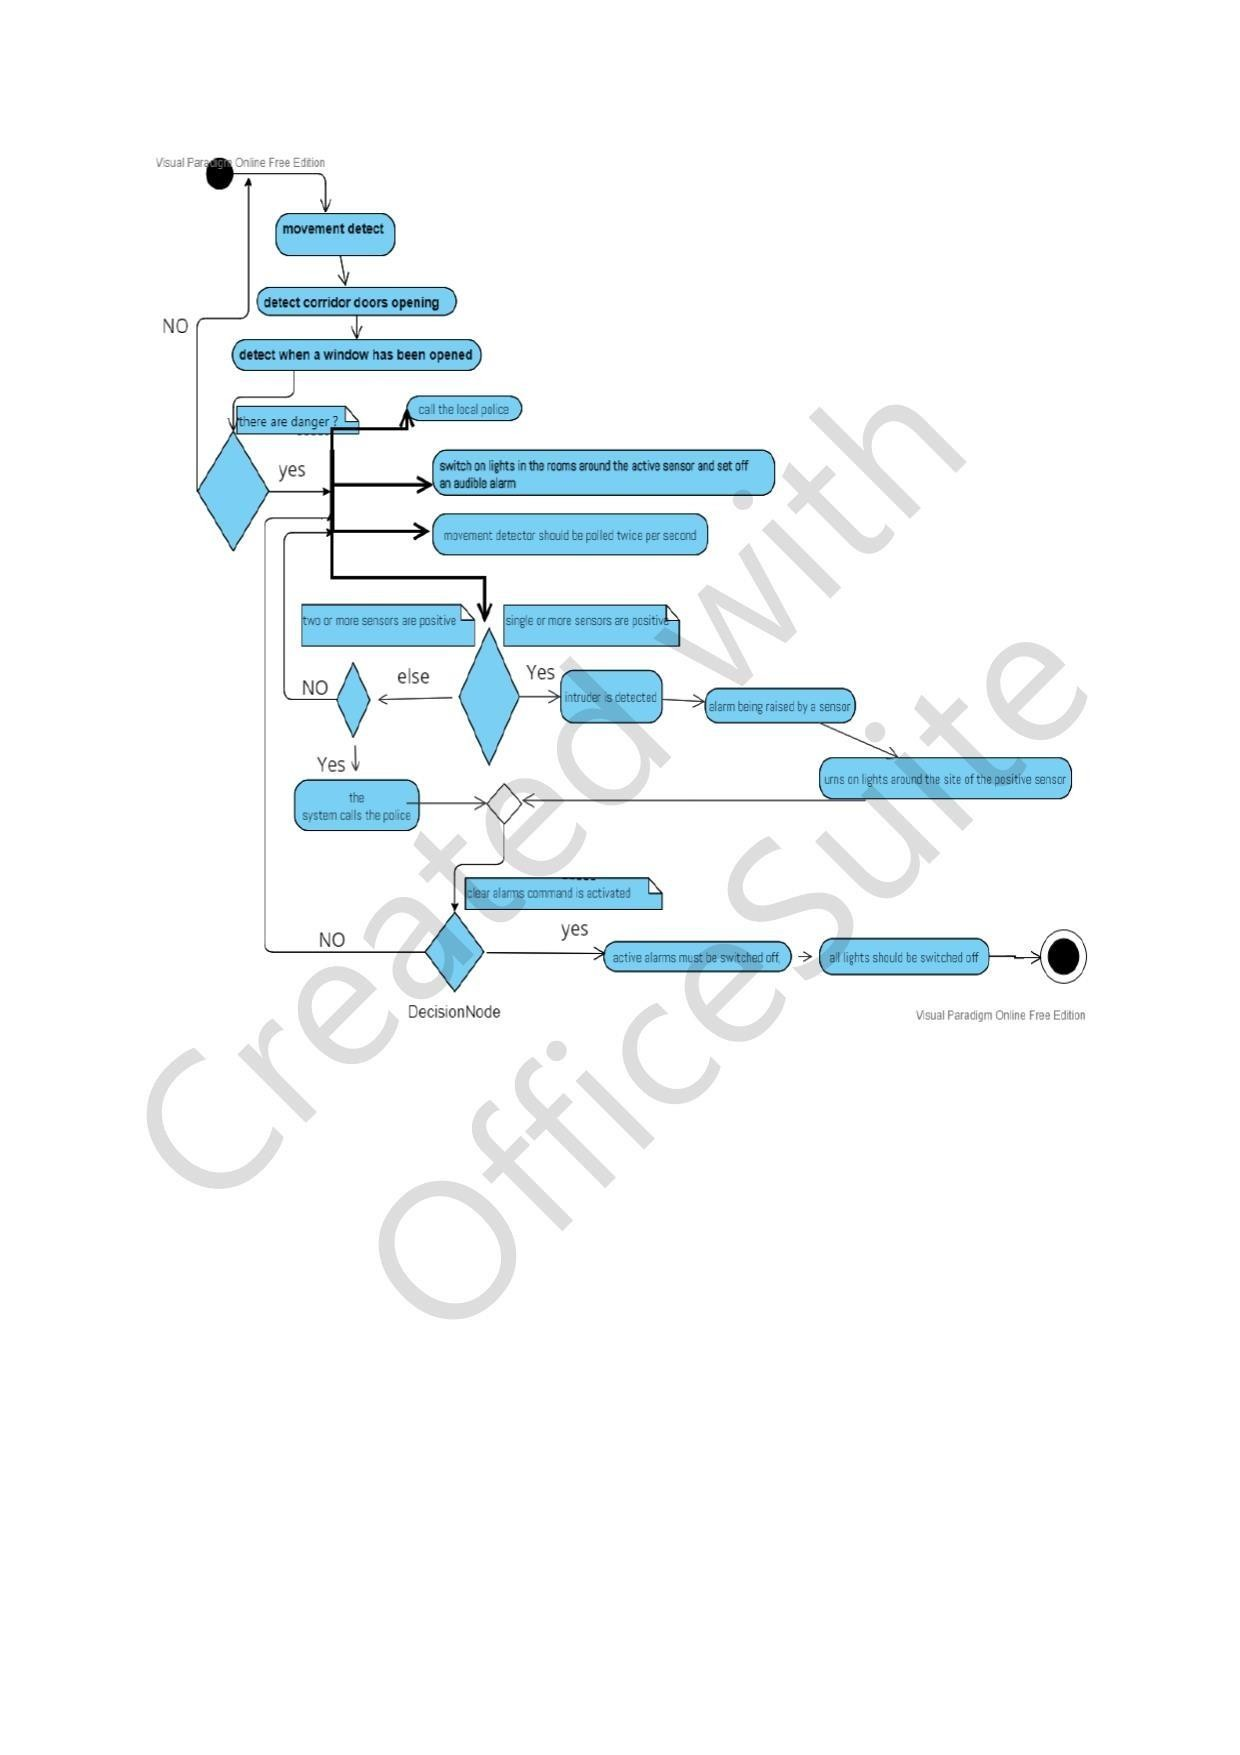 Visual Paradigm Online Free Edition
movement detect
detect corridor doors opening
NO
detect when a window has been opened
there are danger ?
call the local police
yes
switch on lights in the rooms around the active sensor and set off
an audible alarm
movement detector should be polled twice per second
two or more sensors are positive
single or more sensors are positive
else
Yes
NO
intruder is detected
alarm being raised by a sensor
Yes
urns on lights around the site of the positive sensor
the
system calls the police
clear alarms command is activated
NO
yes
active alarms must be switched off,
all lights should be switched off
DecisionNode
Visual Paradigm Online Free Edition
Created with
OfficeSuite